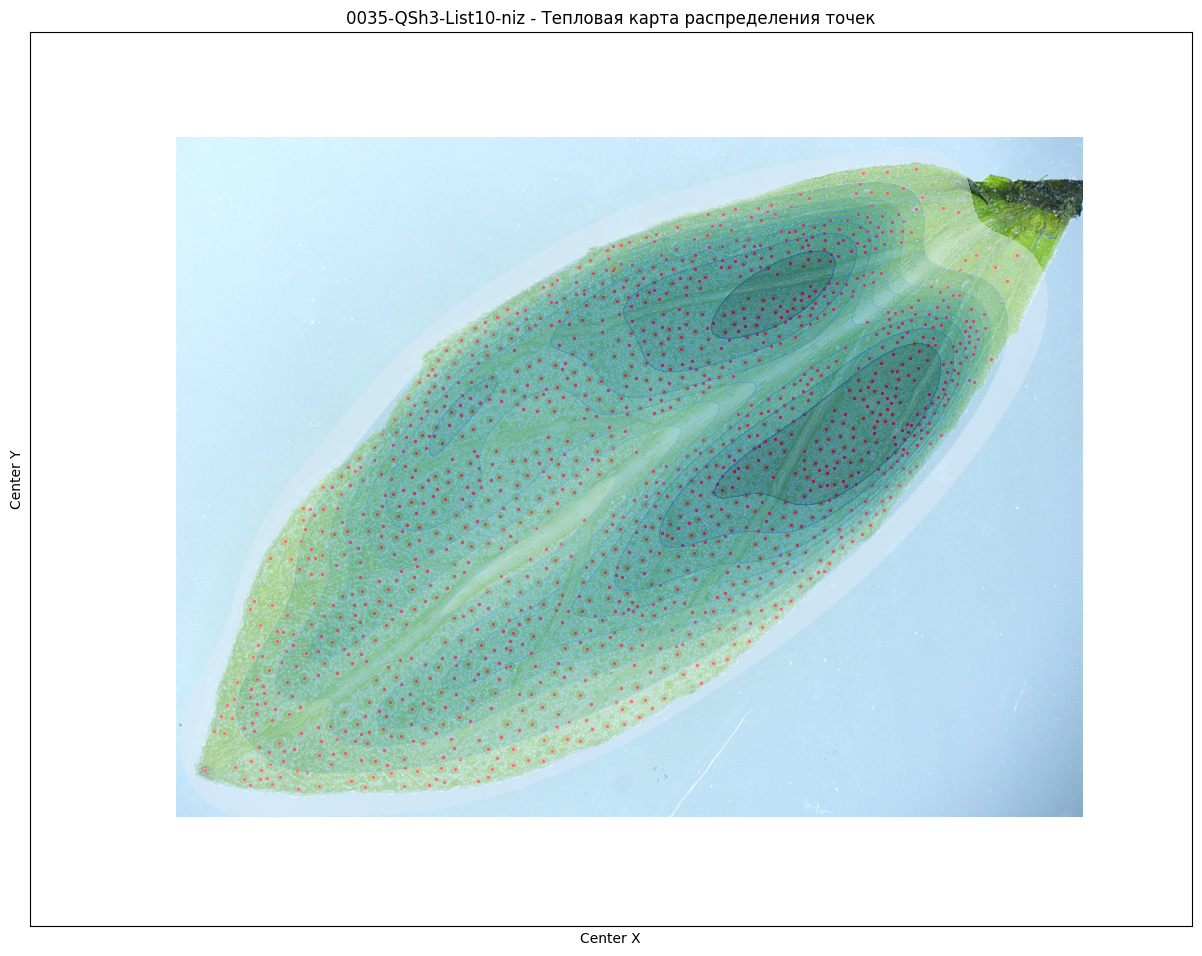 0035-QSh3-List10-niz - Тепловая карта распределения точек
Center Y
Center X